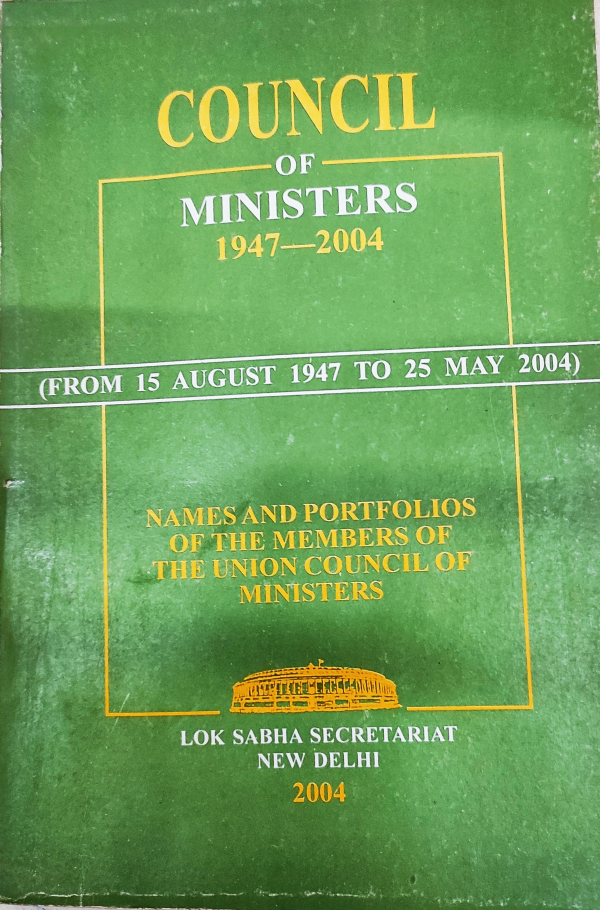 COUNCIL
OF
MINISTERS
1947—2004
(FROM 15 AUGUST 1947 TO 25 MAY 2004)
NAMES AND PORTFOLIOS
OF THE MEMBERS OF
THE UNION COUNCIL OF
MINISTERS
LOK SABHA SECRETARIAT
NEW DELHI
2004